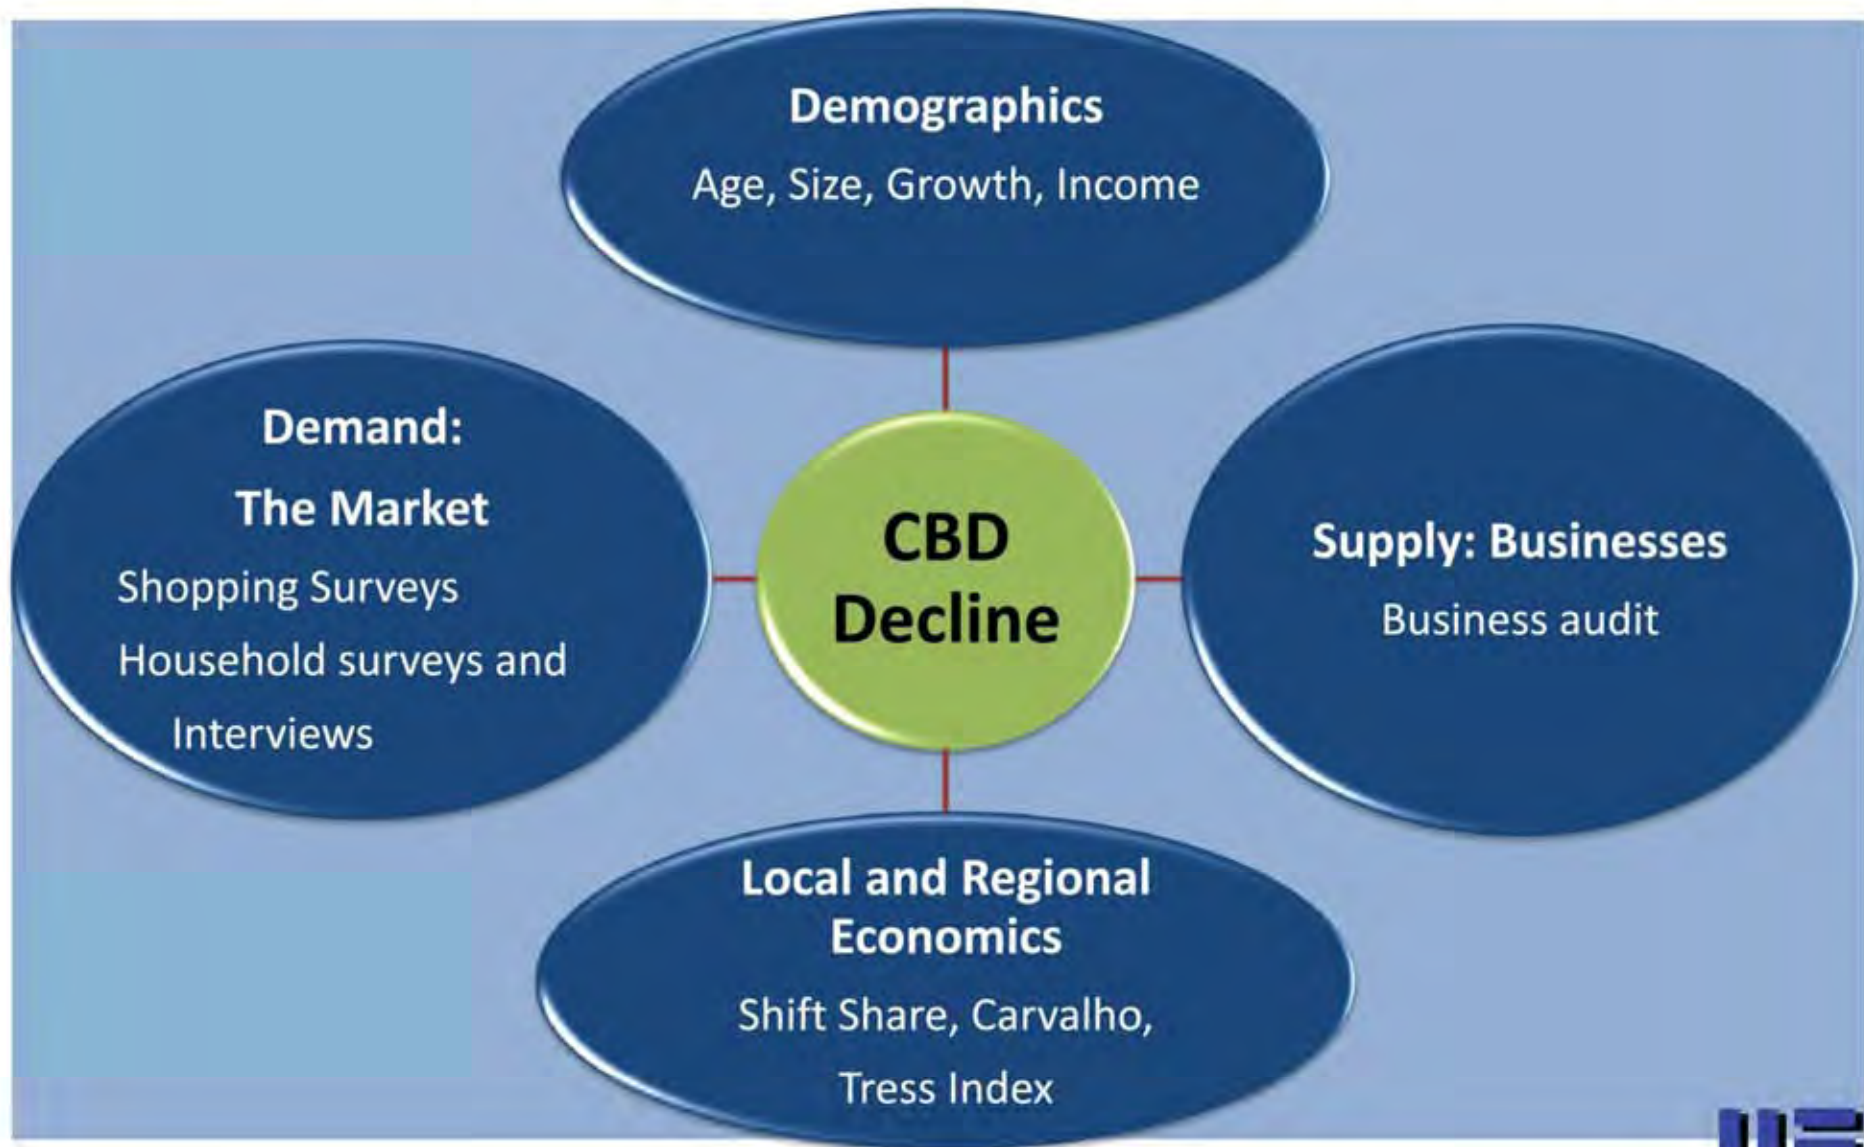 Demographics
Age, Size, Growth, Income
Demand:
The Market
Shopping Surveys
Household surveys and
Interviews
CBD
Decline
Supply: Businesses
Business audit
Local and Regional
Economics
Shift Share, Carvalho,
Tress Index